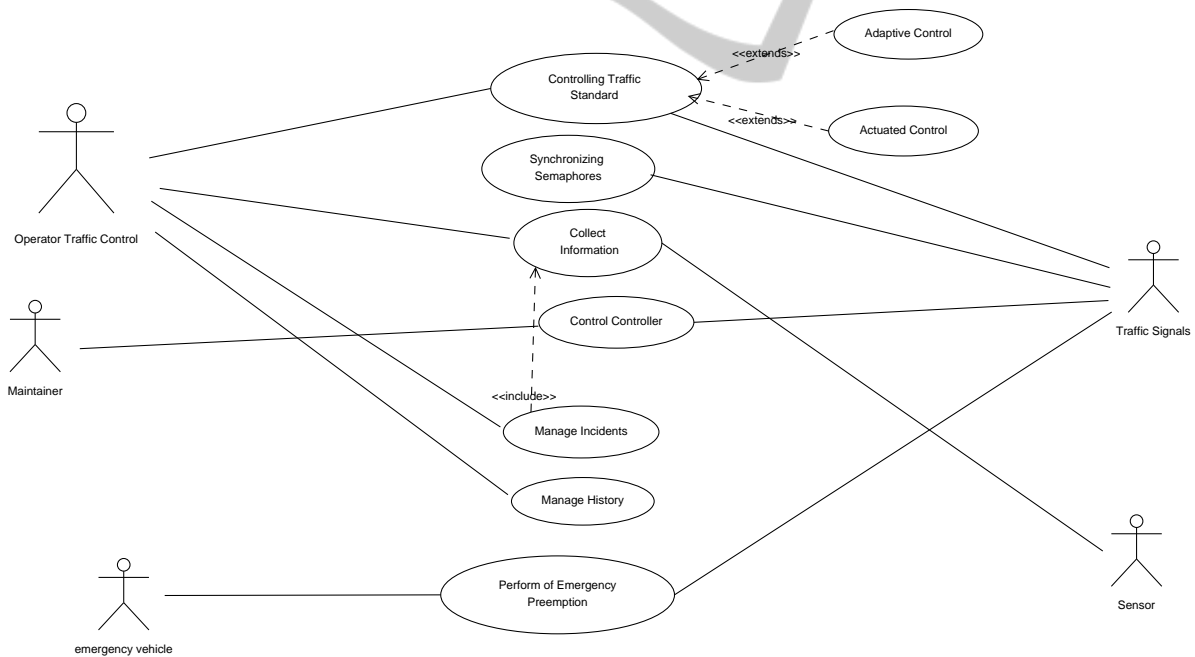 Adaptive Control
<<extends>>
Controlling Traffic
Standard
<<extends>>
Actuated Control
Synchronizing
Semaphores
Operator Traffic Control
Collect
Information
Control Controller
Traffic Signals
Maintainer
<<include>>
Manage Incidents
Manage History
Perform of Emergency
Preemption
Sensor
emergency vehicle